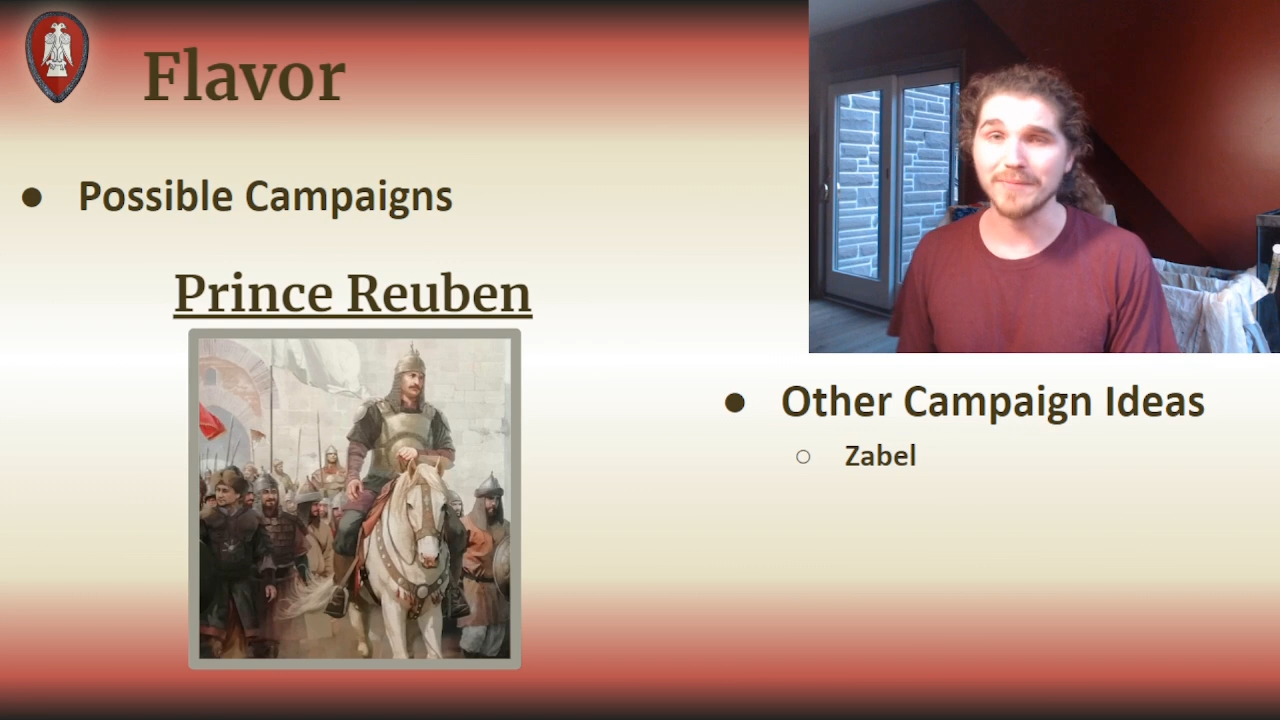 Flavor
● Possible Campaigns
Prince Reuben
● Other Campaign Ideas
○ Zabel